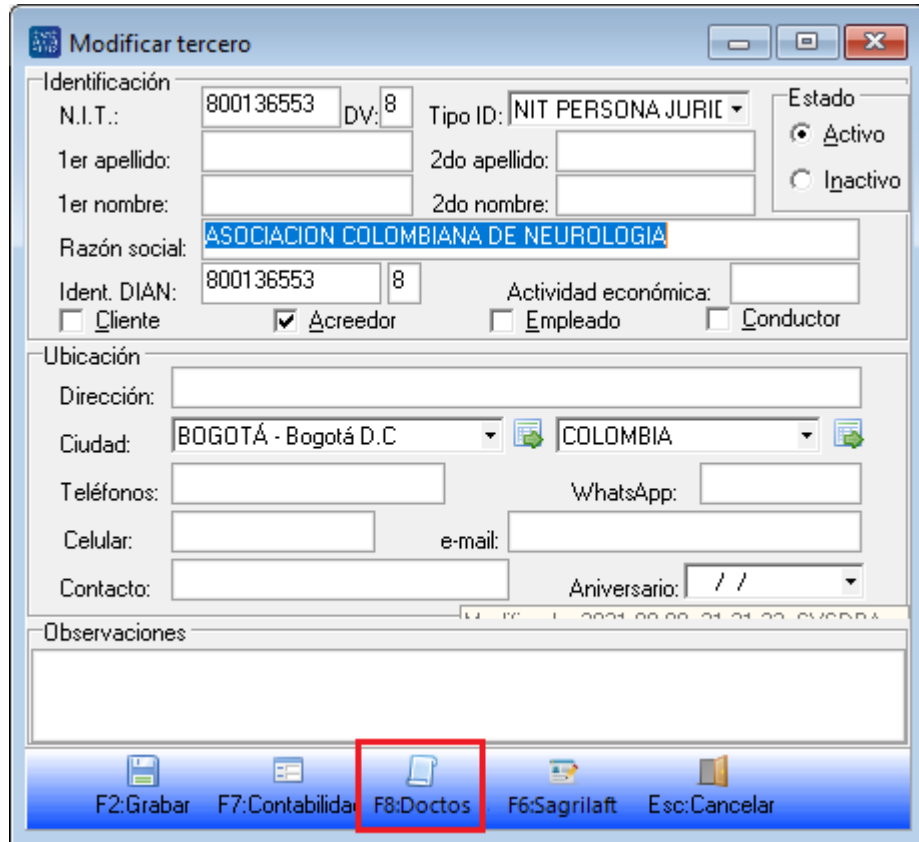 Modificar tercero
Identificación
N.I.T.: 800136553 DV: 8 Tipo ID: NIT PERSONA JURIC
Estado
Activo
1er apellido: 2do apellido:
Inactivo
1er nombre: 2do nombre:
Razón social: ASOCIACION COLOMBIANA DE NEUROLOGIA
Ident. DIAN: 800136553 8 Actividad económica:
Cliente Acreedor Empleado Conductor
Ubicación
Dirección:
Ciudad: BOGOTÁ - Bogotá D.C COLOMBIA
Teléfonos: WhatsApp:
Celular: e-mail:
Contacto: Aniversario: / /
Observaciones
F2:Grabar F7:Contabilidad F8:Doctos F6:Sagrilaft Esc:Cancelar